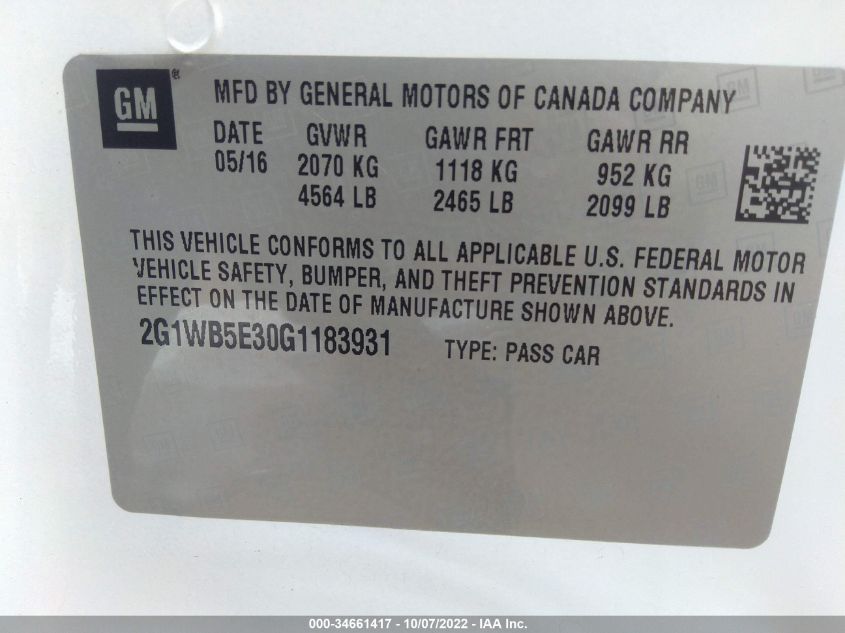 GM®
MFD BY GENERAL MOTORS OF CANADA COMPANY
DATE GVWR GAWR FRT GAWR RR
05/16 2070 KG 1118 KG 952 KG
4564 LB 2465 LB 2099 LB
THIS VEHICLE CONFORMS TO ALL APPLICABLE U.S. FEDERAL MOTOR
VEHICLE SAFETY, BUMPER, AND THEFT PREVENTION STANDARDS IN
EFFECT ON THE DATE OF MANUFACTURE SHOWN ABOVE.
2G1WB5E30G1183931 TYPE: PASS CAR
000-34661417 - 10/07/2022 - IAA Inc.